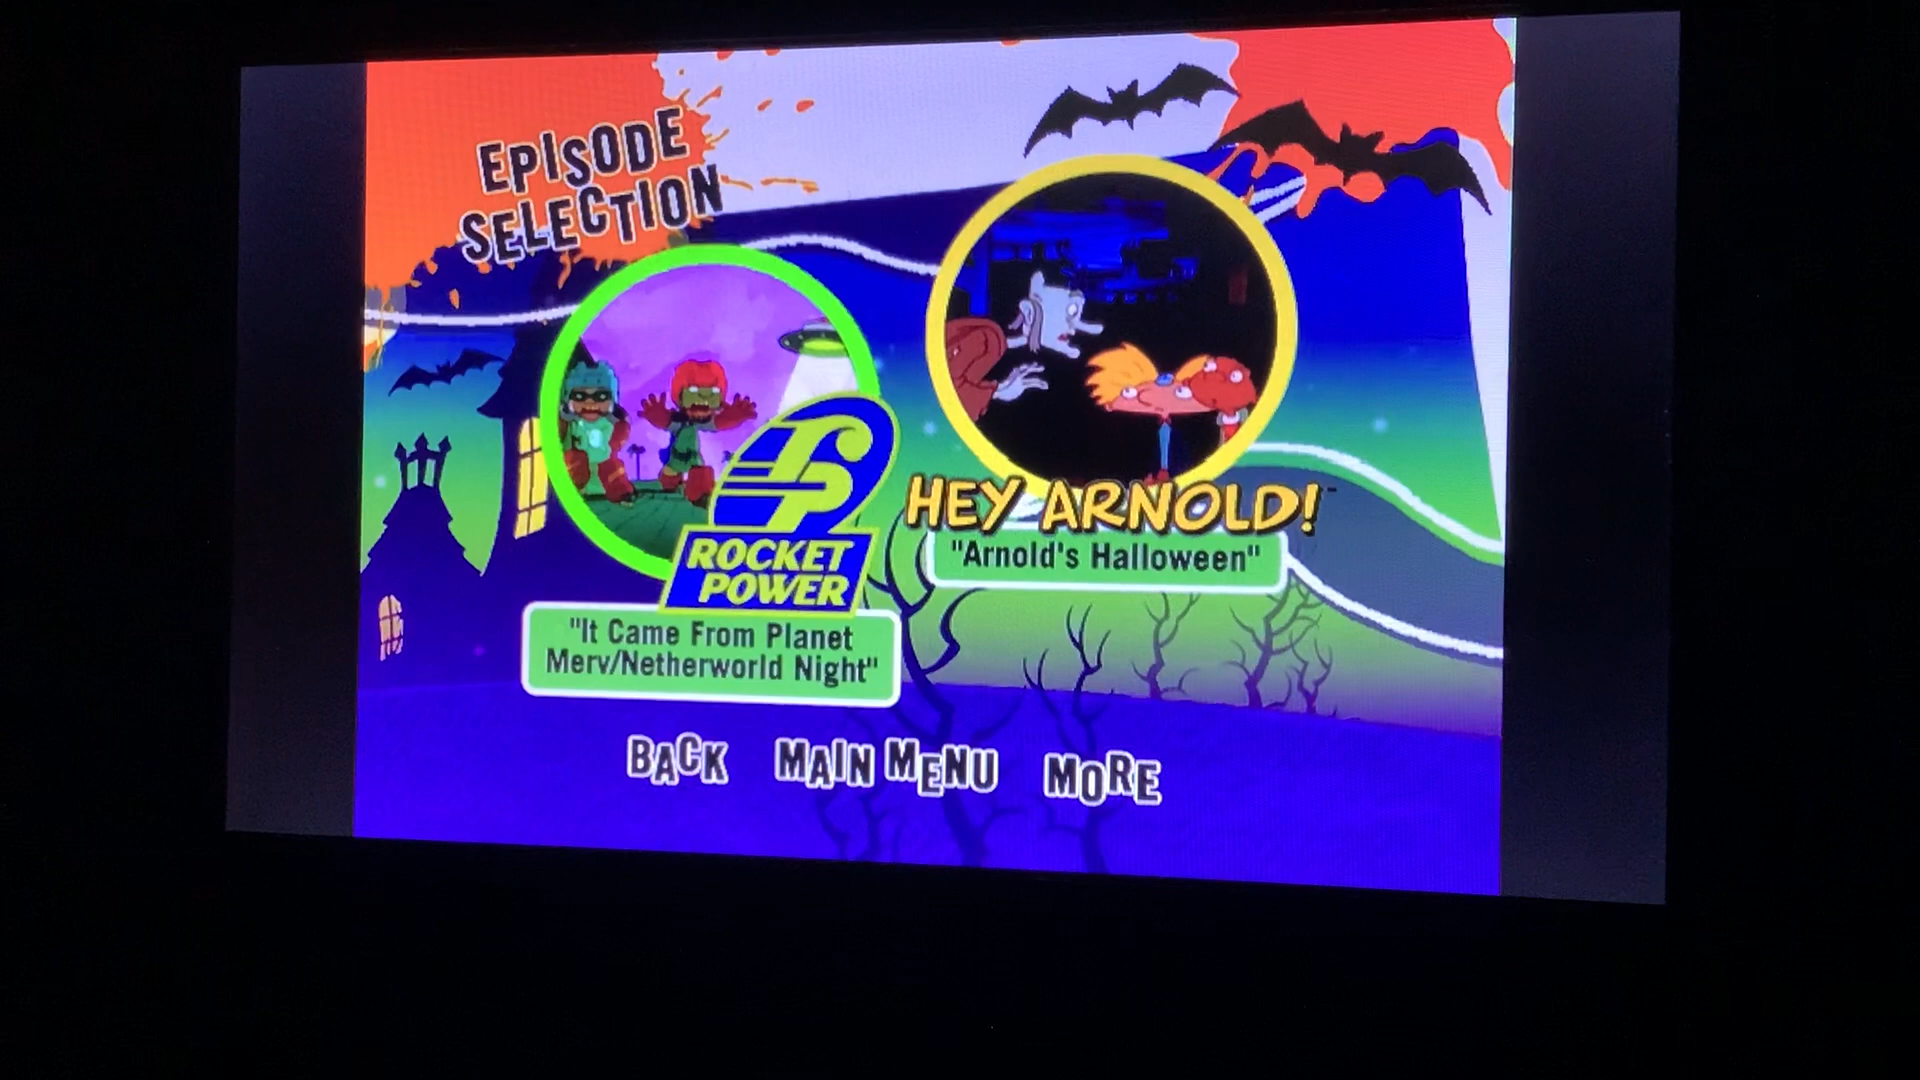 EPISODE
SELECTION
ROCKET
POWER
"It Came From Planet
Merv/Netherworld Night"
HEY ARNOLD!
"Arnold's Halloween"
BACK MAIN MENU MORE